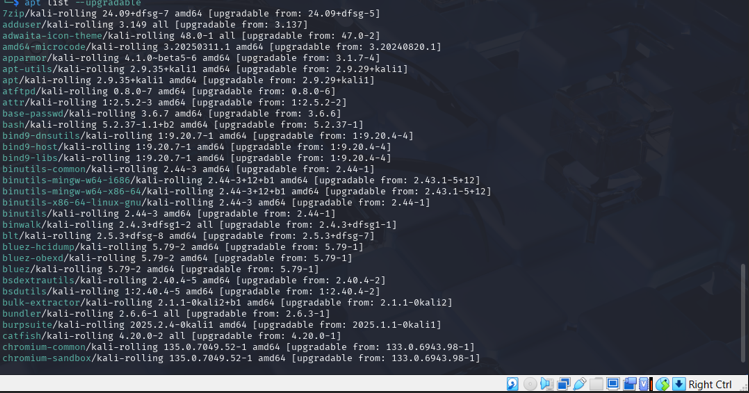 └─$ apt list --upgradable
7zip/kali-rolling 24.09+dfsg-7 amd64 [upgradable from: 24.09+dfsg-5]
adduser/kali-rolling 3.149 all [upgradable from: 3.137]
adwaita-icon-theme/kali-rolling 48.0-1 all [upgradable from: 47.0-2]
amd64-microcode/kali-rolling 3.20250311.1 amd64 [upgradable from: 3.20240820.1]
apparmor/kali-rolling 4.1.0~beta5-6 amd64 [upgradable from: 3.1.7-4]
apt-utils/kali-rolling 2.9.35+kali1 amd64 [upgradable from: 2.9.29+kali1]
apt/kali-rolling 2.9.35+kali1 amd64 [upgradable from: 2.9.29+kali1]
atftpd/kali-rolling 0.8.0-7 amd64 [upgradable from: 0.8.0-6]
attr/kali-rolling 1:2.5.2-3 amd64 [upgradable from: 1:2.5.2-2]
base-passwd/kali-rolling 3.6.7 amd64 [upgradable from: 3.6.6]
bash/kali-rolling 5.2.37-1.1+b2 amd64 [upgradable from: 5.2.37-1]
bind9-dnsutils/kali-rolling 1:9.20.7-1 amd64 [upgradable from: 1:9.20.4-4]
bind9-host/kali-rolling 1:9.20.7-1 amd64 [upgradable from: 1:9.20.4-4]
bind9-libs/kali-rolling 1:9.20.7-1 amd64 [upgradable from: 1:9.20.4-4]
binutils-common/kali-rolling 2.44-3 amd64 [upgradable from: 2.44-1]
binutils-mingw-w64-i686/kali-rolling 2.44-3+12+b1 amd64 [upgradable from: 2.43.1-5+12]
binutils-mingw-w64-x86-64/kali-rolling 2.44-3+12+b1 amd64 [upgradable from: 2.43.1-5+12]
binutils-x86-64-linux-gnu/kali-rolling 2.44-3 amd64 [upgradable from: 2.44-1]
binutils/kali-rolling 2.44-3 amd64 [upgradable from: 2.44-1]
binwalk/kali-rolling 2.4.3+dfsg1-2 all [upgradable from: 2.4.3+dfsg1-1]
blt/kali-rolling 2.5.3+dfsg-8 amd64 [upgradable from: 2.5.3+dfsg-7]
bluez-hcidump/kali-rolling 5.79-2 amd64 [upgradable from: 5.79-1]
bluez-obexd/kali-rolling 5.79-2 amd64 [upgradable from: 5.79-1]
bluez/kali-rolling 5.79-2 amd64 [upgradable from: 5.79-1]
bsdextrautils/kali-rolling 2.40.4-5 amd64 [upgradable from: 2.40.4-2]
bsdutils/kali-rolling 1:2.40.4-5 amd64 [upgradable from: 1:2.40.4-2]
bulk-extractor/kali-rolling 2.1.1-0kali2+b1 amd64 [upgradable from: 2.1.1-0kali2]
bundler/kali-rolling 2.6.6-1 all [upgradable from: 2.6.3-1]
burpsuite/kali-rolling 2025.2.4-0kali1 amd64 [upgradable from: 2025.1.1-0kali1]
catfish/kali-rolling 4.20.0-2 all [upgradable from: 4.20.0-1]
chromium-common/kali-rolling 135.0.7049.52-1 amd64 [upgradable from: 133.0.6943.98-1]
chromium-sandbox/kali-rolling 135.0.7049.52-1 amd64 [upgradable from: 133.0.6943.98-1]
Right Ctrl